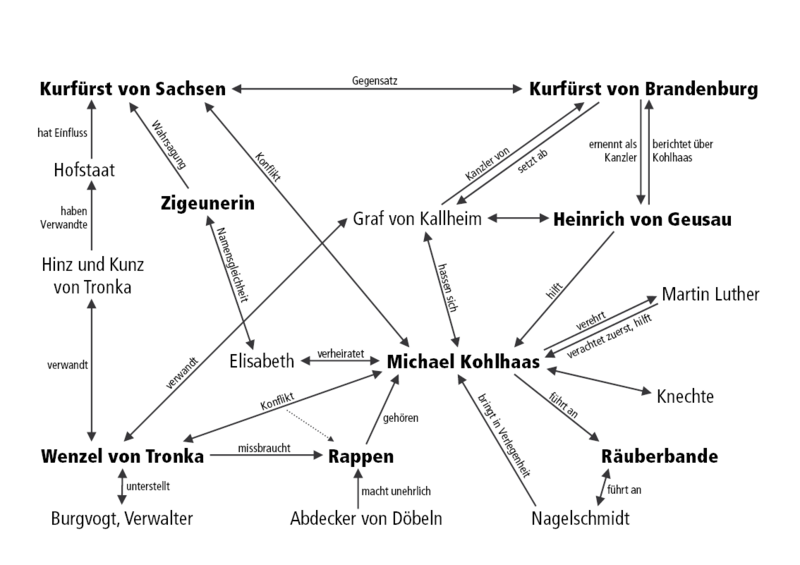 Gegensatz
Kurfürst von Sachsen
Kurfürst von Brandenburg
hat Einfluss
Wahrsagung
Konflikt
Kanzler von
setzt ab
ernennt als
Kanzler
berichtet über
Kohlhaas
Hofstaat
Zigeunerin
haben
Verwandte
Graf von Kallheim
Heinrich von Geusau
Namensgleichheit
Hinz und Kunz
von Tronka
hassen sich
hilft
Martin Luther
verehrt
verachtet zuerst, hilft
verwandt
verwandt
Elisabeth
verheiratet
Michael Kohlhaas
Knechte
Konflikt
gehören
bringt in Verlegenheit
führt an
Wenzel von Tronka
missbraucht
Rappen
Räuberbande
unterstellt
macht unehrlich
führt an
Burgvogt, Verwalter
Abdecker von Döbeln
Nagelschmidt